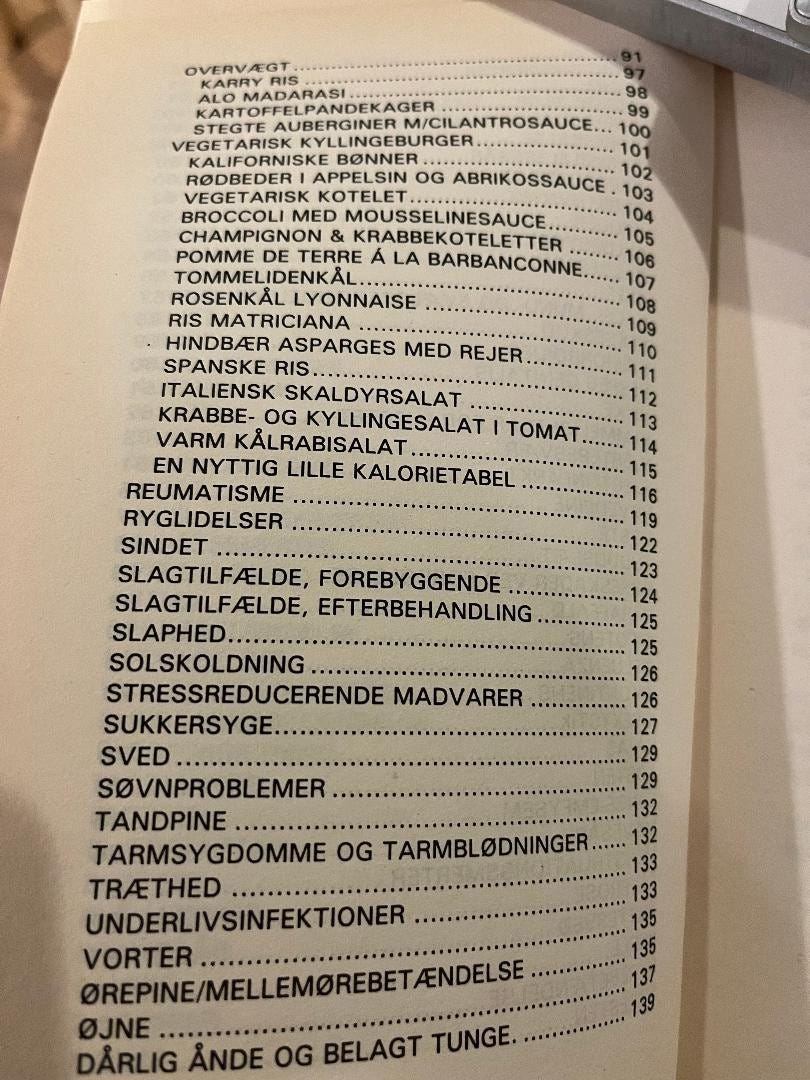 OVERVÆGT ........ 91
KARRY RIS ........ 97
ALO MADARASI ........ 98
KARTOFFELPANDEKAGER ........ 99
STEGTE AUBERGINER M/CILANTROSAUCE... 100
VEGETARISK KYLLINGEBURGER ........ 101
KALIFORNISKE BØNNER ........ 102
RØDBEDER I APPELSIN OG ABRIKOSSAUCE . 103
VEGETARISK KOTELET ........ 104
BROCCOLI MED MOUSSELINESAUCE ........ 105
CHAMPIGNON & KRABBEKOTELETTER ........ 106
POMME DE TERRE Á LA BARBANCONNE...... 107
TOMMELIDENKÅL ........ 108
ROSENKÅL LYONNAISE ........ 109
RIS MATRICIANA ........ 110
HINDBÆR ASPARGES MED REJER ........ 111
SPANSKE RIS ........ 112
ITALIENSK SKALDYRSALAT ........ 113
KRABBE- OG KYLLINGESALAT I TOMAT...... 114
VARM KÅLRABISALAT ........ 115
EN NYTTIG LILLE KALORIETABEL ........ 116
REUMATISME ........ 119
RYGLIDELSER ........ 122
SINDET ........ 123
SLAGTILFÆLDE, FOREBYGGENDE ........ 124
SLAGTILFÆLDE, EFTERBEHANDLING ........ 125
SLAPHED ........ 125
SOLSKOLDNING ........ 126
STRESSREDUCERENDE MADVARER ........ 126
SUKKERSYGE ........ 127
SVED ........ 129
SØVNPROBLEMER ........ 129
TANDPINE ........ 132
TARMSYGDOMME OG TARMBLØDNINGER...... 132
TRÆTHED ........ 133
UNDERLIVSINFEKTIONER ........ 133
VORTER ........ 135
ØREPINE/MELLEMØREBETÆNDELSE ........ 135
ØJNE ........ 137
DÅRLIG ÅNDE OG BELAGT TUNGE. ........ 139